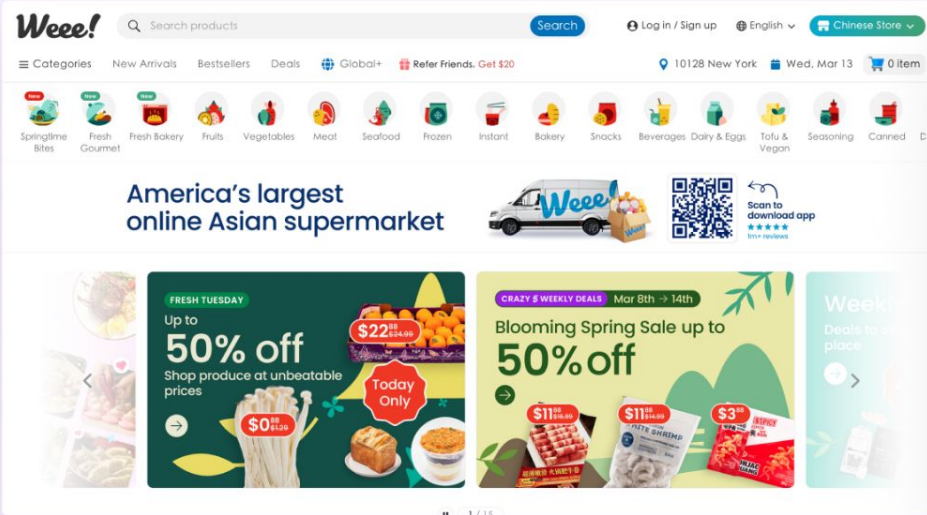 Weee!
Search products
Search
Log in / Sign up
English
Chinese Store
Categories
New Arrivals
Bestsellers
Deals
Global+
Refer Friends. Get $20
10128 New York
Wed, Mar 13
0 item
New
New
New
Springtime
Bites
Fresh
Gourmet
Fresh Bakery
Fruits
Vegetables
Meat
Seafood
Frozen
Instant
Bakery
Snacks
Beverages
Dairy & Eggs
Tofu &
Vegan
Seasoning
Canned
America's largest
online Asian supermarket
Weee!
Weee!
Scan to
download app
1m+ reviews
FRESH TUESDAY
Up to
50% off
Shop produce at unbeatable
prices
$22.88
$24.99
Today
Only
$0.88
$1.29
CRAZY WEEKLY DEALS
Mar 8th → 14th
Blooming Spring Sale up to
50% off
$11.88
$11.88
$14.99
$3.88
Deals to
place
1 / 15